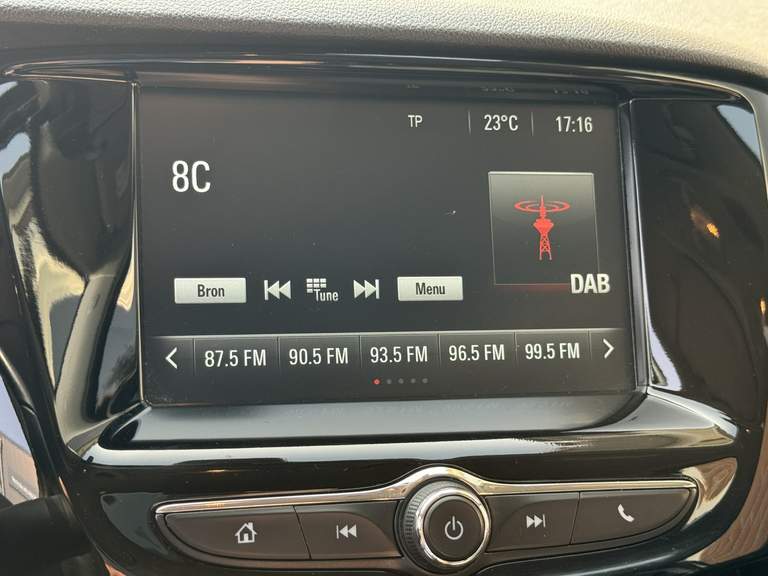 TP 23°C 17:16
8C
DAB
Bron Tune Menu
87.5 FM 90.5 FM 93.5 FM 96.5 FM 99.5 FM